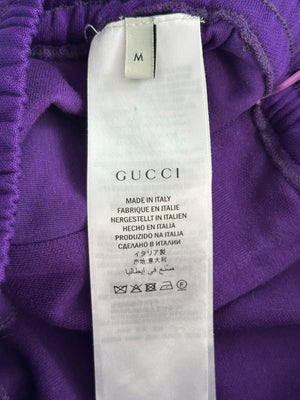 M
GUCCI
MADE IN ITALY
FABRIQUE EN ITALIE
HERGESTELLT IN ITALIEN
HECHO EN ITALIA
PRODUZIDO NA ITÁLIA
СДЕЛАНО В ИТАЛИИ
イタリア製
产地:意大利
صنع في إيطاليا